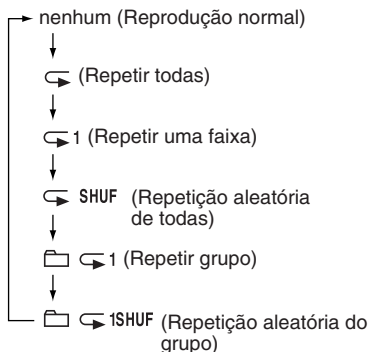 nenhum (Reprodução normal)
(Repetir todas)
1 (Repetir uma faixa)
SHUF (Repetição aleatória
de todas)
1 (Repetir grupo)
1SHUF (Repetição aleatória do
grupo)